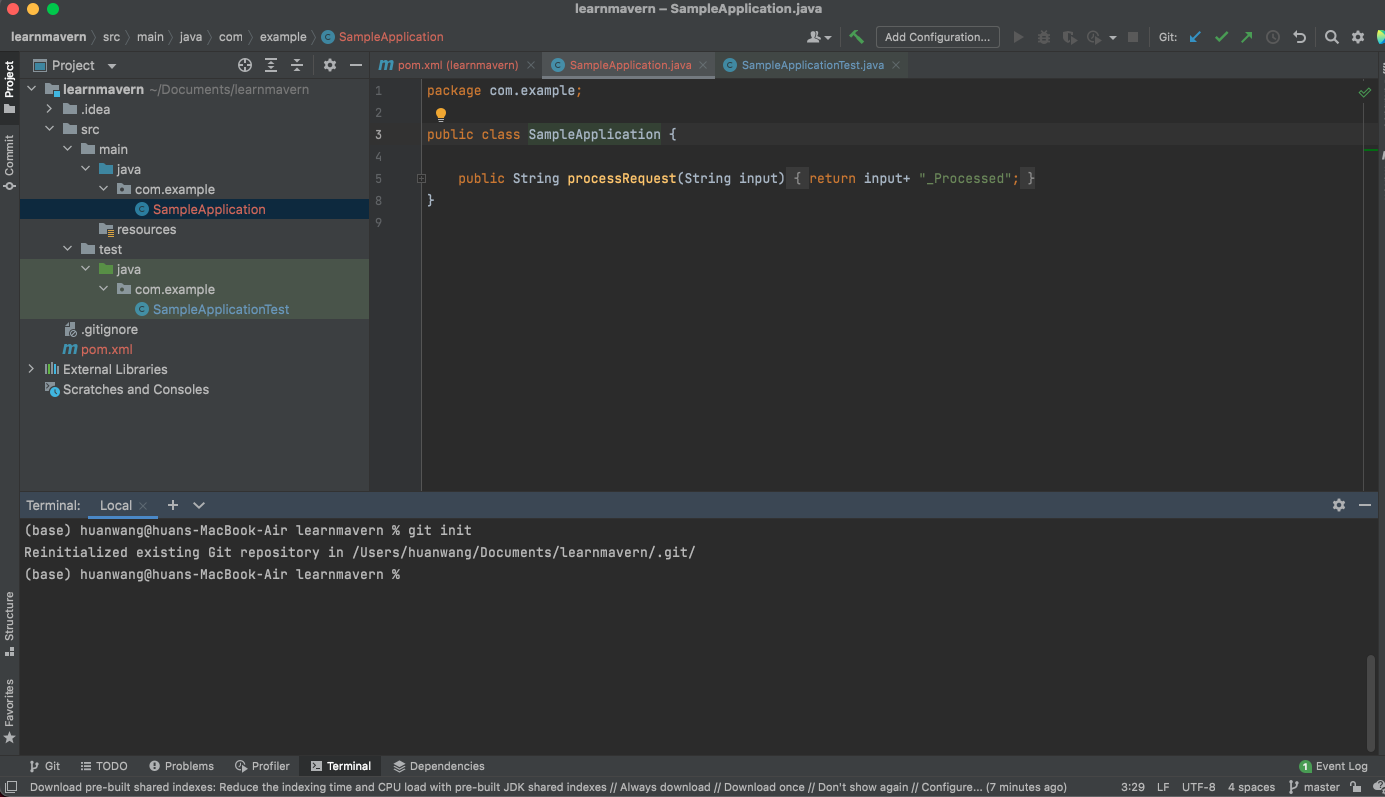 learnmavern – SampleApplication.java
learnmavern src main java com example SampleApplication Add Configuration... Git:
Project
Commit
Structure
Favorites
Project
learnmavern ~/Documents/learnmavern
.idea
src
main
java
com.example
SampleApplication
resources
test
java
com.example
SampleApplicationTest
.gitignore
pom.xml
External Libraries
Scratches and Consoles
pom.xml (learnmavern) SampleApplication.java SampleApplicationTest.java
1 package com.example;
2
3 public class SampleApplication {
4
5 public String processRequest(String input) { return input+ "_Processed"; }
8 }
9
Terminal: Local
(base) huanwang@huans-MacBook-Air learnmavern % git init
Reinitialized existing Git repository in /Users/huanwang/Documents/learnmavern/.git/
(base) huanwang@huans-MacBook-Air learnmavern %
Git TODO Problems Profiler Terminal Dependencies 1 Event Log
Download pre-built shared indexes: Reduce the indexing time and CPU load with pre-built JDK shared indexes // Always download // Download once // Don't show again // Configure... (7 minutes ago) 3:29 LF UTF-8 4 spaces master